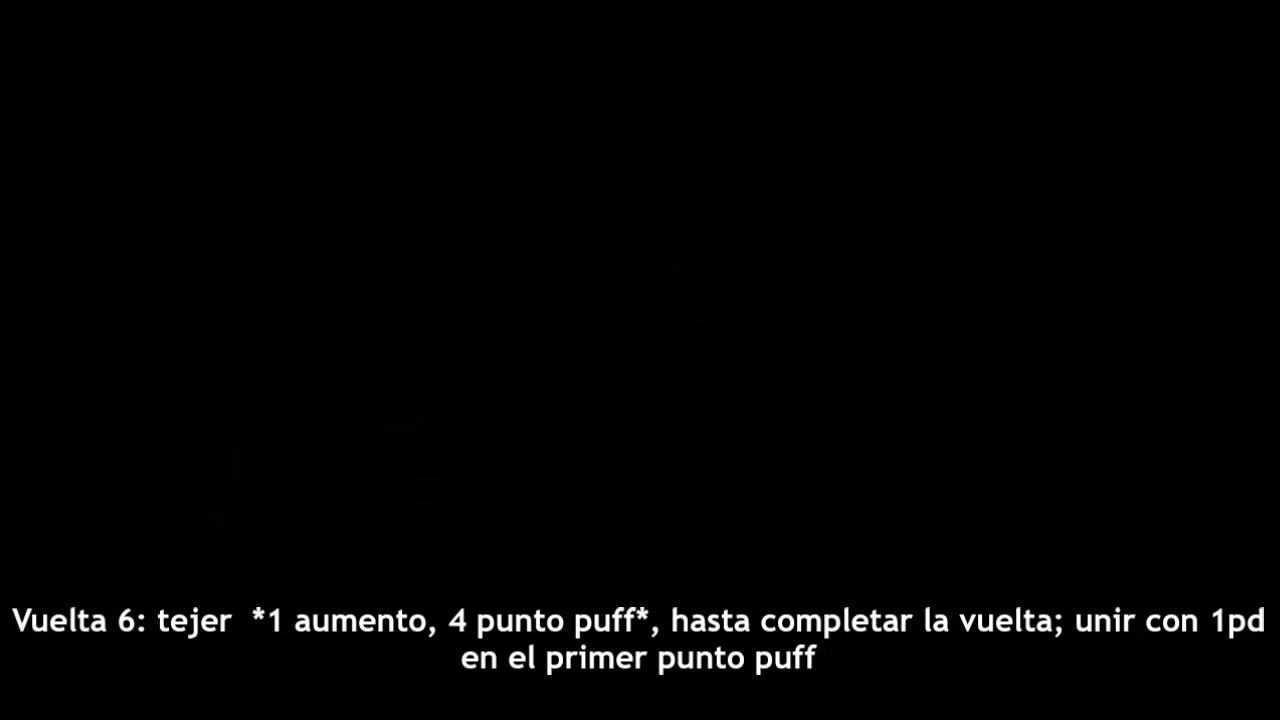 Vuelta 6: tejer  *1 aumento, 4 punto puff*, hasta completar la vuelta; unir con 1pd
en el primer punto puff